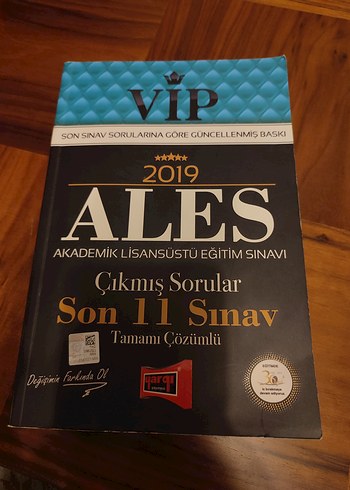 VIP
SON SINAV SORULARINA GÖRE GÜNCELLENMİŞ BASKI
2019
ALES
AKADEMİK LİSANSÜSTÜ EĞİTİM SINAVI
Çıkmış Sorular
Son 11 Sınav
Tamamı Çözümlü
Değişimin Farkında Ol
yargı